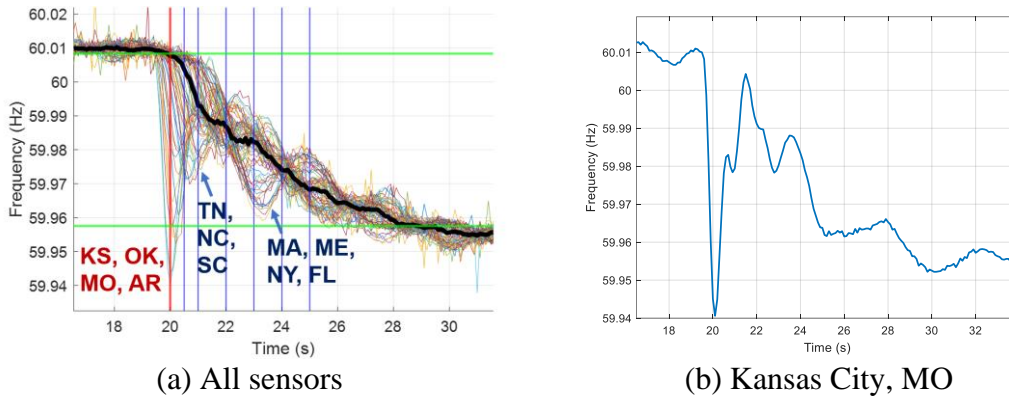 60.02
60.01
60
59.99
59.98
59.97
59.96
59.95
59.94
Frequency (Hz)
KS, OK,
MO, AR
TN,
NC,
SC
MA, ME,
NY, FL
18 20 22 24 26 28 30
Time (s)
(a) All sensors
60.01
60
59.99
59.98
59.97
59.96
59.95
59.94
Frequency (Hz)
18 20 22 24 26 28 30 32
Time (s)
(b) Kansas City, MO